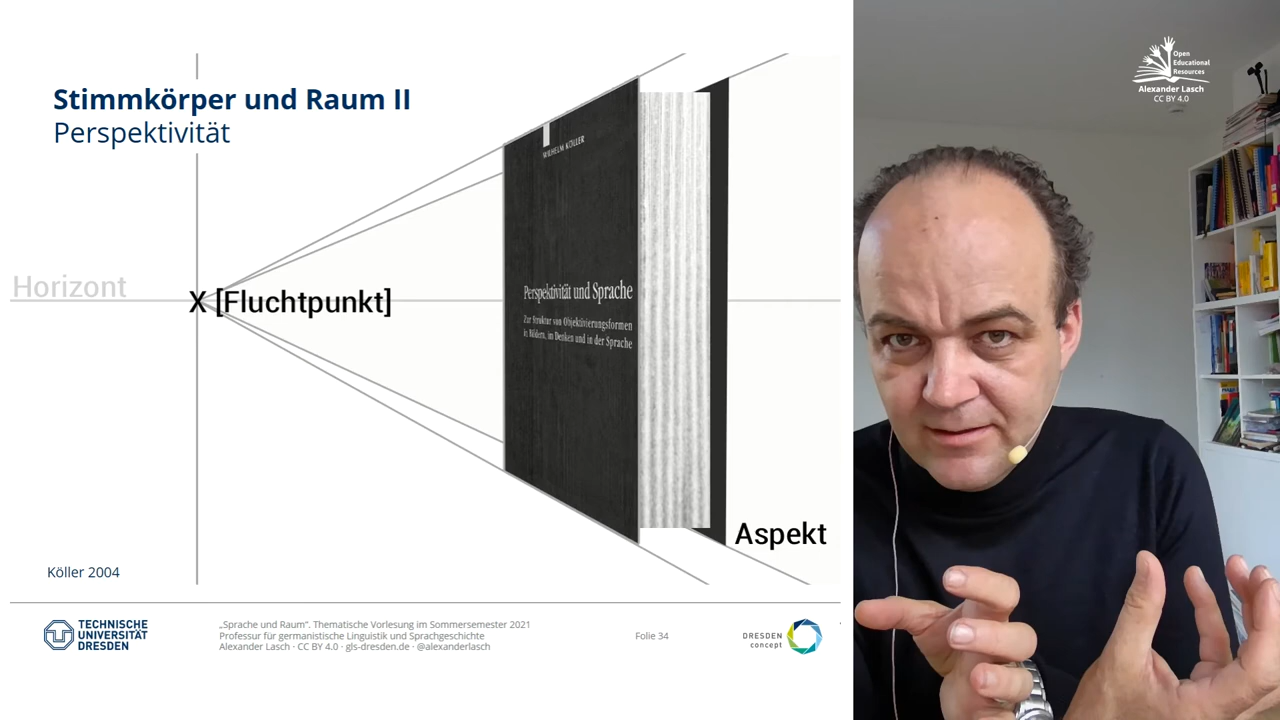 Stimmkörper und Raum II
Perspektivität
Horizont
X [Fluchtpunkt]
WILHELM KÖLLER
Perspektivität und Sprache
Zur Struktur von Objektivierungsformen
in Bildern, im Denken und in der Sprache
Aspekt
Köller 2004
TECHNISCHE
UNIVERSITÄT
DRESDEN
„Sprache und Raum“. Thematische Vorlesung im Sommersemester 2021
Professur für germanistische Linguistik und Sprachgeschichte
Alexander Lasch · CC BY 4.0 · gls-dresden.de · @alexanderlasch
Folie 34
DRESDEN
concept
Open
Educational
Resources
Alexander Lasch
CC BY 4.0